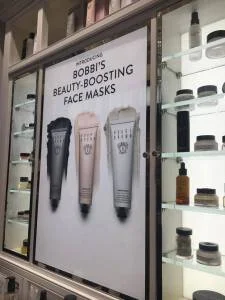 INTRODUCING
BOBBI'S
BEAUTY-BOOSTING
FACE MASKS